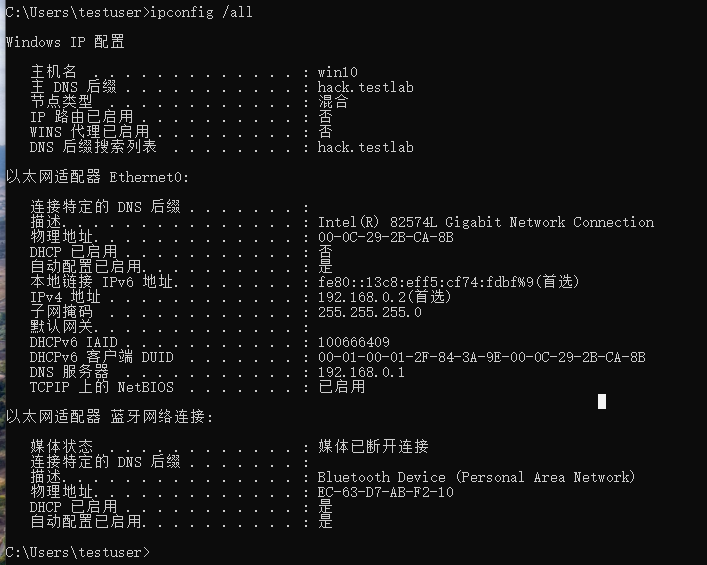 C:\Users\testuser>ipconfig /all
Windows IP 配置
主机名 . . . . . . . . . . . . . : win10
主 DNS 后缀 . . . . . . . . . . . : hack.testlab
节点类型 . . . . . . . . . . . . : 混合
IP 路由已启用 . . . . . . . . . . : 否
WINS 代理已启用 . . . . . . . . . : 否
DNS 后缀搜索列表 . . . . . . . . : hack.testlab
以太网适配器 Ethernet0:
连接特定的 DNS 后缀 . . . . . . . :
描述. . . . . . . . . . . . . . . : Intel(R) 82574L Gigabit Network Connection
物理地址. . . . . . . . . . . . . : 00-0C-29-2B-CA-8B
DHCP 已启用 . . . . . . . . . . . : 否
自动配置已启用. . . . . . . . . . : 是
本地链接 IPv6 地址. . . . . . . . : fe80::13c8:eff5:cf74:fdbf%9(首选)
IPv4 地址 . . . . . . . . . . . . : 192.168.0.2(首选)
子网掩码 . . . . . . . . . . . . : 255.255.255.0
默认网关. . . . . . . . . . . . . :
DHCPv6 IAID . . . . . . . . . . . : 100666409
DHCPv6 客户端 DUID . . . . . . . : 00-01-00-01-2F-84-3A-9E-00-0C-29-2B-CA-8B
DNS 服务器 . . . . . . . . . . . : 192.168.0.1
TCPIP 上的 NetBIOS . . . . . . . : 已启用
以太网适配器 蓝牙网络连接:
媒体状态 . . . . . . . . . . . . : 媒体已断开连接
连接特定的 DNS 后缀 . . . . . . . :
描述. . . . . . . . . . . . . . . : Bluetooth Device (Personal Area Network)
物理地址. . . . . . . . . . . . . : EC-63-D7-AB-F2-10
DHCP 已启用 . . . . . . . . . . . : 是
自动配置已启用. . . . . . . . . . : 是
C:\Users\testuser>